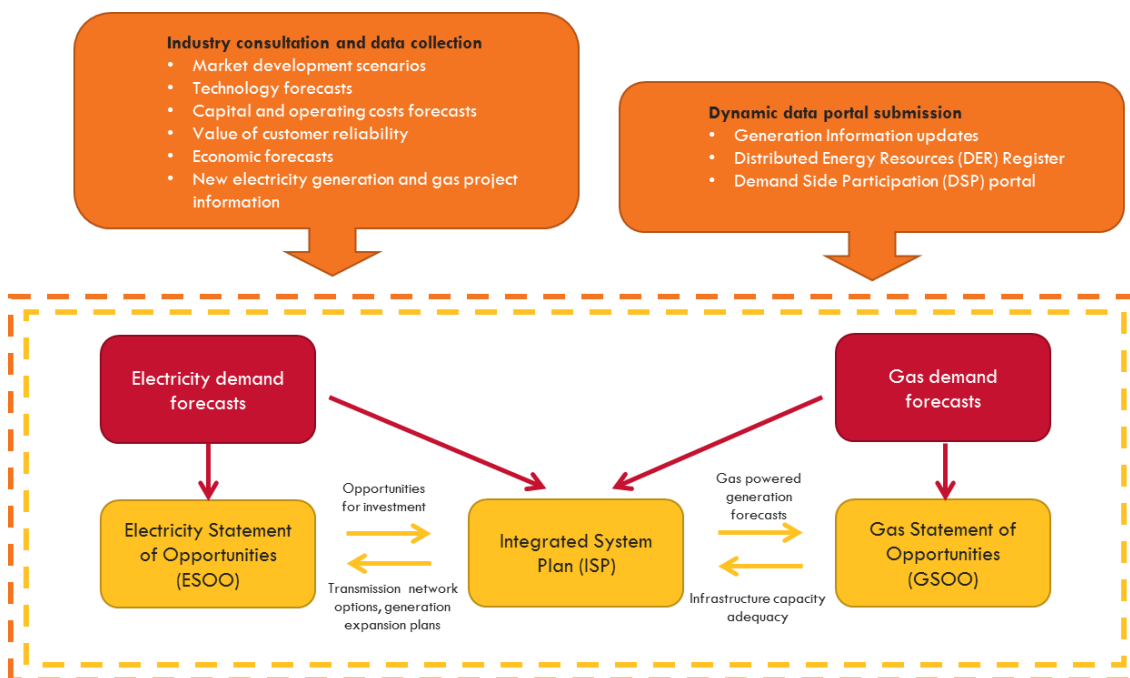 Industry consultation and data collection
• Market development scenarios
• Technology forecasts
• Capital and operating costs forecasts
• Value of customer reliability
• Economic forecasts
• New electricity generation and gas project
information
Dynamic data portal submission
• Generation Information updates
• Distributed Energy Resources (DER) Register
• Demand Side Participation (DSP) portal
Electricity demand
forecasts
Gas demand
forecasts
Electricity Statement
of Opportunities
(ESOO)
Opportunities
for investment
Transmission network
options, generation
expansion plans
Integrated System
Plan (ISP)
Gas powered
generation
forecasts
Infrastructure capacity
adequacy
Gas Statement of
Opportunities
(GSOO)